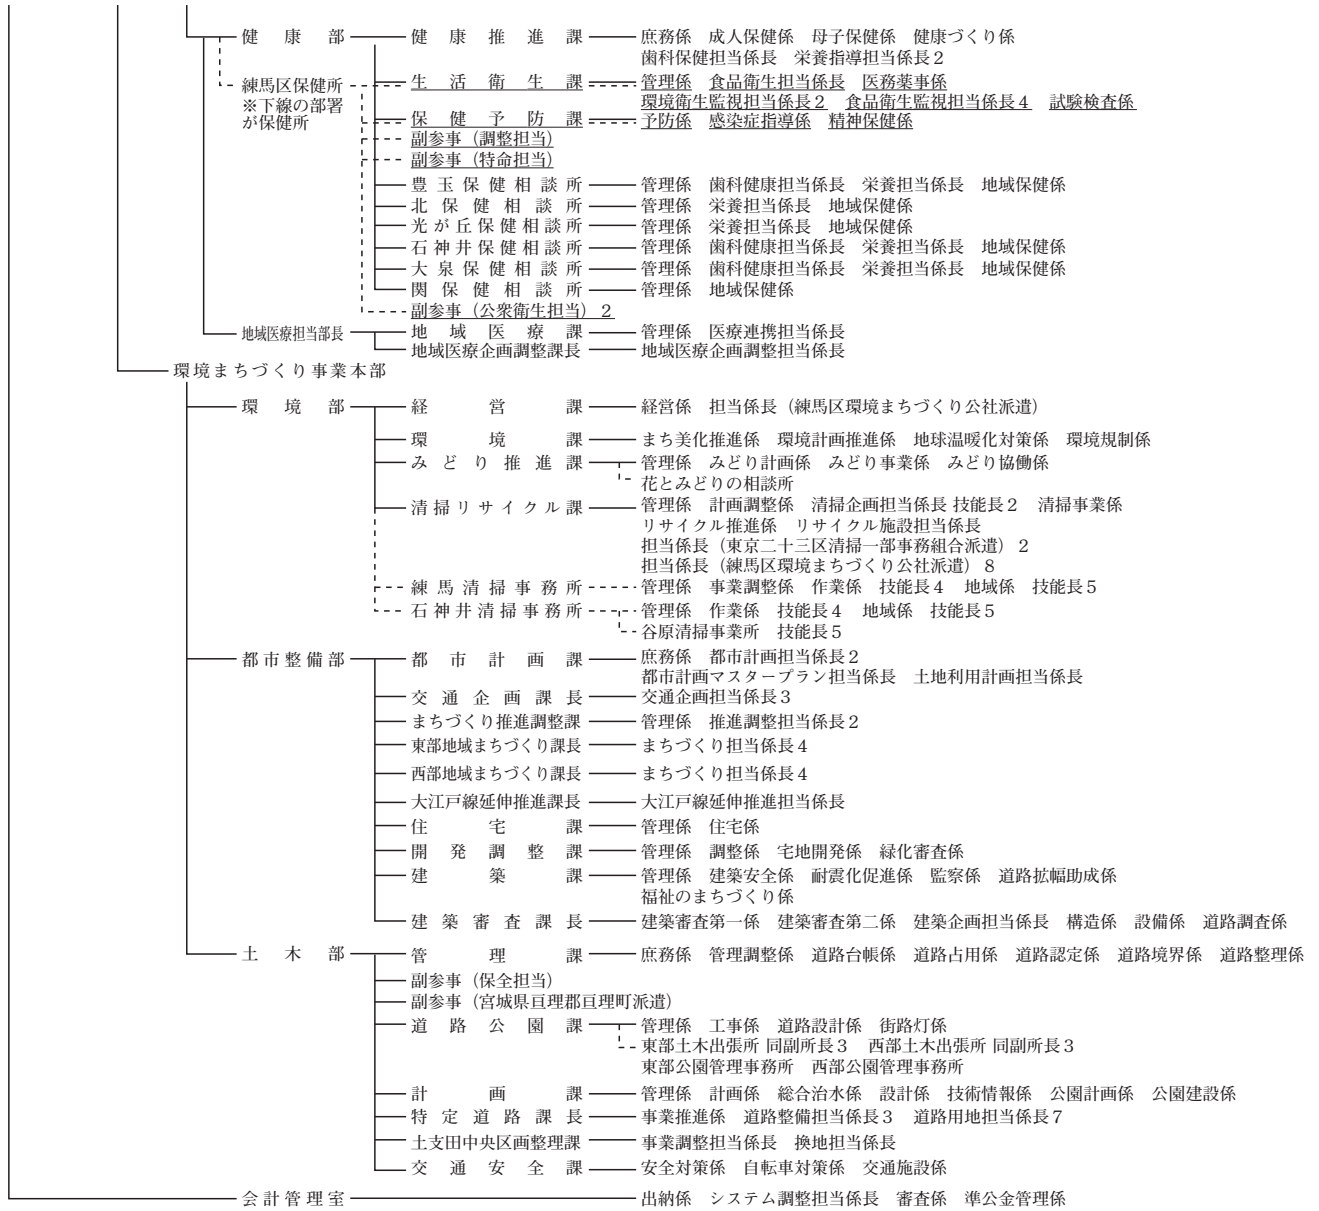 健康部 健康推進課 庶務係 成人保健係 母子保健係 健康づくり係
歯科保健担当係長 栄養指導担当係長2
練馬区保健所 生活衛生課 管理係 食品衛生担当係長 医務薬事係
※下線の部署 環境衛生監視担当係長2 食品衛生監視担当係長4 試験検査係
が保健所 保健予防課 予防係 感染症指導係 精神保健係
副参事（調整担当）
副参事（特命担当）
豊玉保健相談所 管理係 歯科健康担当係長 栄養担当係長 地域保健係
北保健相談所 管理係 栄養担当係長 地域保健係
光が丘保健相談所 管理係 栄養担当係長 地域保健係
石神井保健相談所 管理係 歯科健康担当係長 栄養担当係長 地域保健係
大泉保健相談所 管理係 歯科健康担当係長 栄養担当係長 地域保健係
関保健相談所 管理係 地域保健係
副参事（公衆衛生担当）2
地域医療担当部長 地域医療課 管理係 医療連携担当係長
地域医療企画調整課長 地域医療企画調整担当係長
環境まちづくり事業本部
環境部 経営課 経営係 担当係長（練馬区環境まちづくり公社派遣）
環境課 まち美化推進係 環境計画推進係 地球温暖化対策係 環境規制係
みどり推進課 管理係 みどり計画係 みどり事業係 みどり協働係
花とみどりの相談所
清掃リサイクル課 管理係 計画調整係 清掃企画担当係長 技能長2 清掃事業係
リサイクル推進係 リサイクル施設担当係長
担当係長（東京二十三区清掃一部事務組合派遣）2
担当係長（練馬区環境まちづくり公社派遣）8
練馬清掃事務所 管理係 事業調整係 作業係 技能長4 地域係 技能長5
石神井清掃事務所 管理係 作業係 技能長4 地域係 技能長5
谷原清掃事業所 技能長5
都市整備部 都市計画課 庶務係 都市計画担当係長2
都市計画マスタープラン担当係長 土地利用計画担当係長
交通企画課長 交通企画担当係長3
まちづくり推進調整課 管理係 推進調整担当係長2
東部地域まちづくり課長 まちづくり担当係長4
西部地域まちづくり課長 まちづくり担当係長4
大江戸線延伸推進課長 大江戸線延伸推進担当係長
住宅課 管理係 住宅係
開発調整課 管理係 調整係 宅地開発係 緑化審査係
建築課 管理係 建築安全係 耐震化促進係 監察係 道路拡幅助成係
福祉のまちづくり係
建築審査課長 建築審査第一係 建築審査第二係 建築企画担当係長 構造係 設備係 道路調査係
土木部 管理課 庶務係 管理調整係 道路台帳係 道路占用係 道路認定係 道路境界係 道路整理係
副参事（保全担当）
副参事（宮城県亘理郡亘理町派遣）
道路公園課 管理係 工事係 道路設計係 街路灯係
東部土木出張所 同副所長3 西部土木出張所 同副所長3
東部公園管理事務所 西部公園管理事務所
計画課 管理係 計画係 総合治水係 設計係 技術情報係 公園計画係 公園建設係
特定道路課長 事業推進係 道路整備担当係長3 道路用地担当係長7
土支田中央区画整理課 事業調整担当係長 換地担当係長
交通安全課 安全対策係 自転車対策係 交通施設係
会計管理室 出納係 システム調整担当係長 審査係 準公金管理係